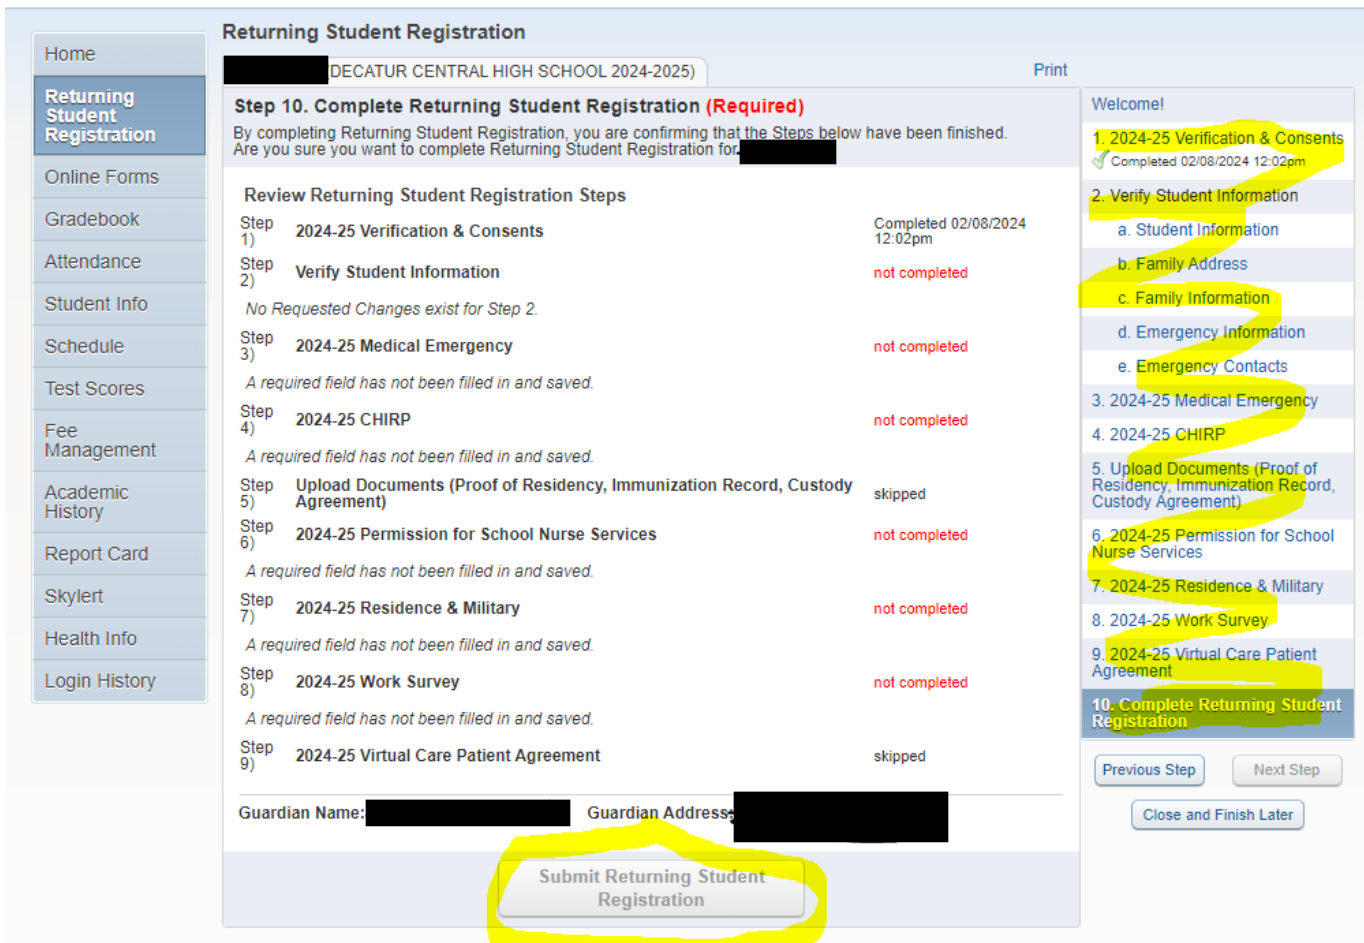 Returning Student Registration
Home
Returning
Student
Registration
Online Forms
Gradebook
Attendance
Student Info
Schedule
Test Scores
Fee
Management
Academic
History
Report Card
Skylert
Health Info
Login History
DECATUR CENTRAL HIGH SCHOOL 2024-2025)
Print
Step 10. Complete Returning Student Registration (Required)
By completing Returning Student Registration, you are confirming that the Steps below have been finished.
Are you sure you want to complete Returning Student Registration for
Review Returning Student Registration Steps
Step 1) 2024-25 Verification & Consents Completed 02/08/2024 12:02pm
Step 2) Verify Student Information not completed
No Requested Changes exist for Step 2.
Step 3) 2024-25 Medical Emergency not completed
A required field has not been filled in and saved.
Step 4) 2024-25 CHIRP not completed
A required field has not been filled in and saved.
Step 5) Upload Documents (Proof of Residency, Immunization Record, Custody
Agreement) skipped
Step 6) 2024-25 Permission for School Nurse Services not completed
A required field has not been filled in and saved.
Step 7) 2024-25 Residence & Military not completed
A required field has not been filled in and saved.
Step 8) 2024-25 Work Survey not completed
A required field has not been filled in and saved.
Step 9) 2024-25 Virtual Care Patient Agreement skipped
Guardian Name: Guardian Address:
Submit Returning Student
Registration
Welcome!
1. 2024-25 Verification & Consents
Completed 02/08/2024 12:02pm
2. Verify Student Information
a. Student Information
b. Family Address
c. Family Information
d. Emergency Information
e. Emergency Contacts
3. 2024-25 Medical Emergency
4. 2024-25 CHIRP
5. Upload Documents (Proof of
Residency, Immunization Record,
Custody Agreement)
6. 2024-25 Permission for School
Nurse Services
7. 2024-25 Residence & Military
8. 2024-25 Work Survey
9. 2024-25 Virtual Care Patient
Agreement
10. Complete Returning Student
Registration
Previous Step
Next Step
Close and Finish Later